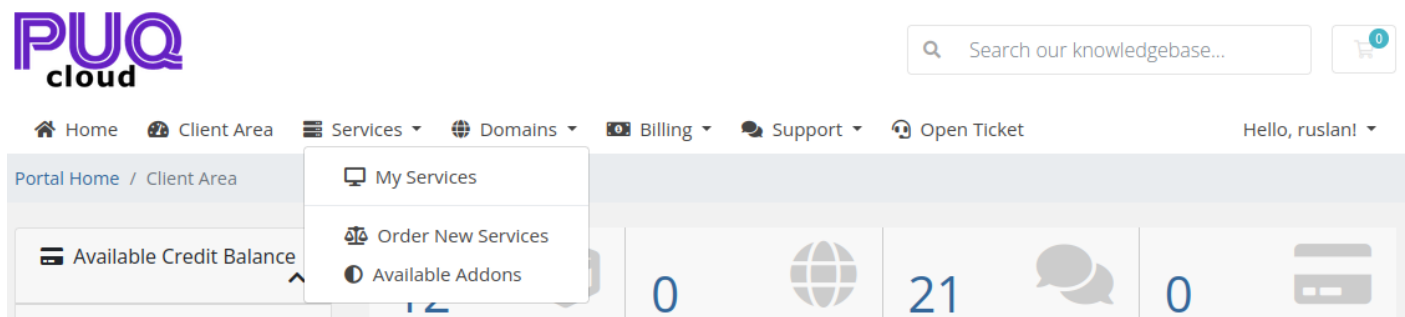 PUQ
cloud
Search our knowledgebase...
0
Home Client Area Services Domains Billing Support Open Ticket Hello, ruslan!
Portal Home / Client Area
My Services
Order New Services
Available Addons
Available Credit Balance
12 0 21 0